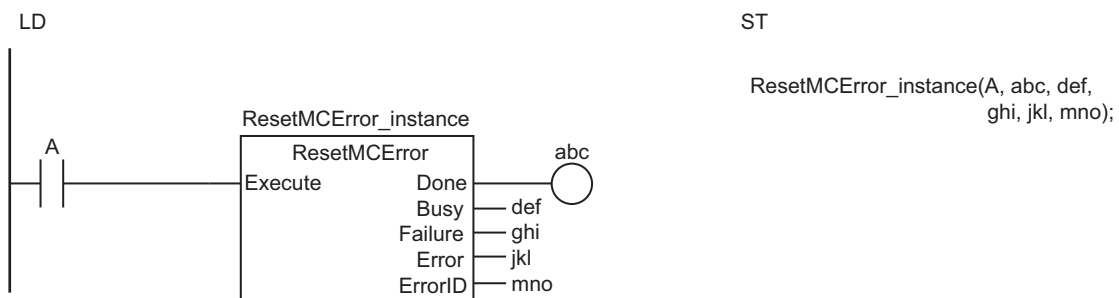 LD
ST
ResetMCError_instance(A, abc, def,
ghi, jkl, mno);
ResetMCError_instance
A
ResetMCError
abc
Execute
Done
Busy
def
Failure
ghi
Error
jkl
ErrorID
mno